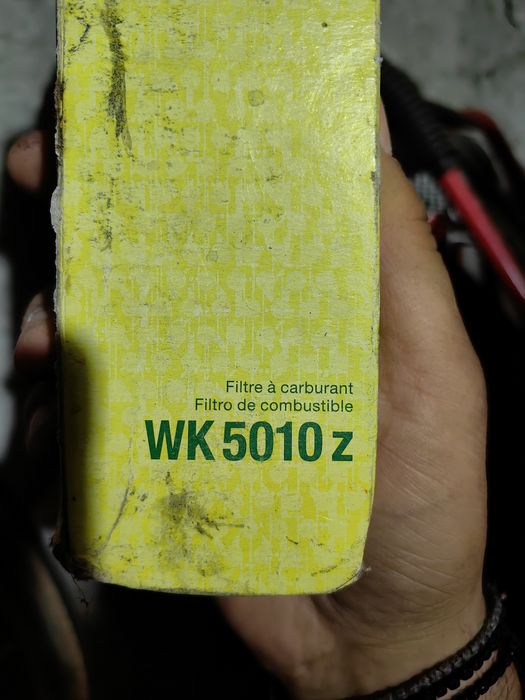 Filtre à carburant
Filtro de combustible
WK 5010 z